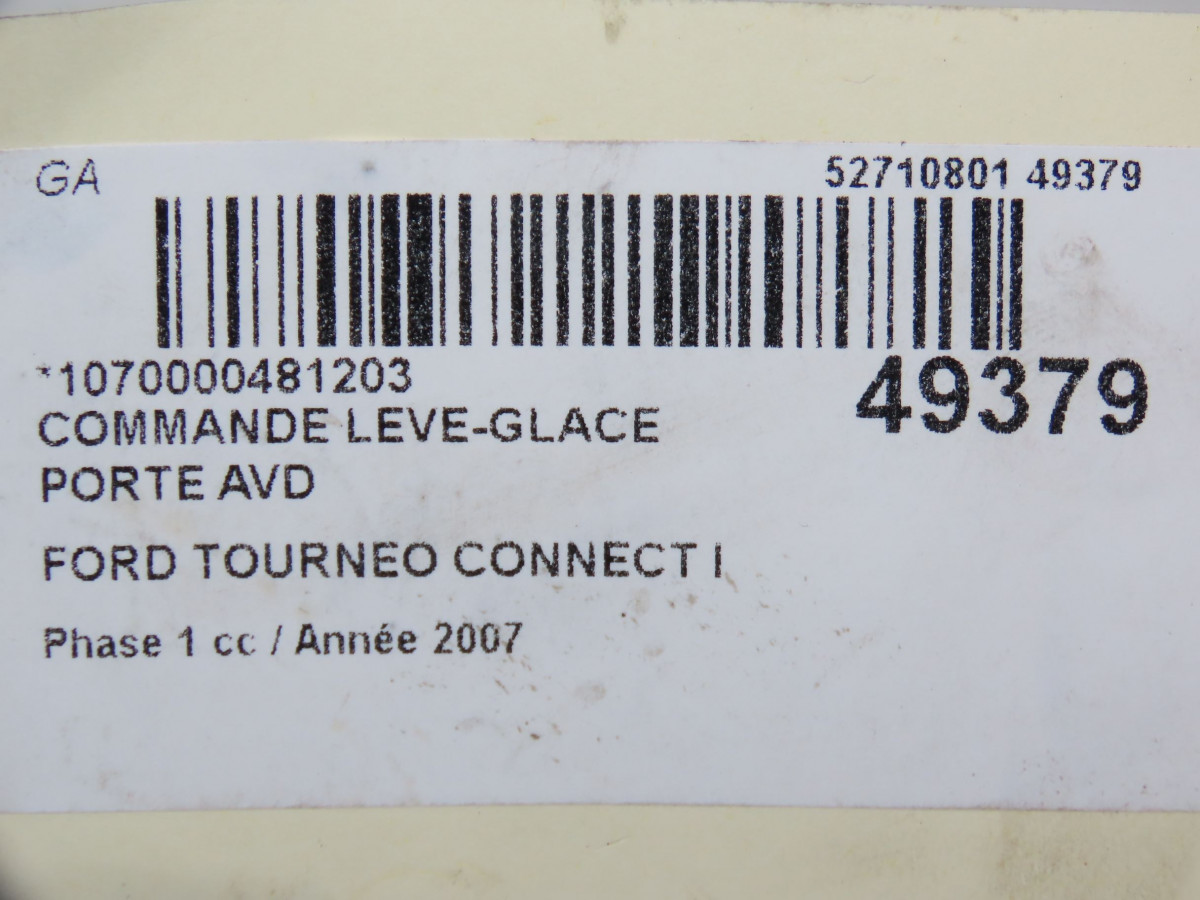 GA
52710801 49379
*1070000481203
49379
COMMANDE LEVE-GLACE
PORTE AVD
FORD TOURNEO CONNECT I
Phase 1 cc / Année 2007